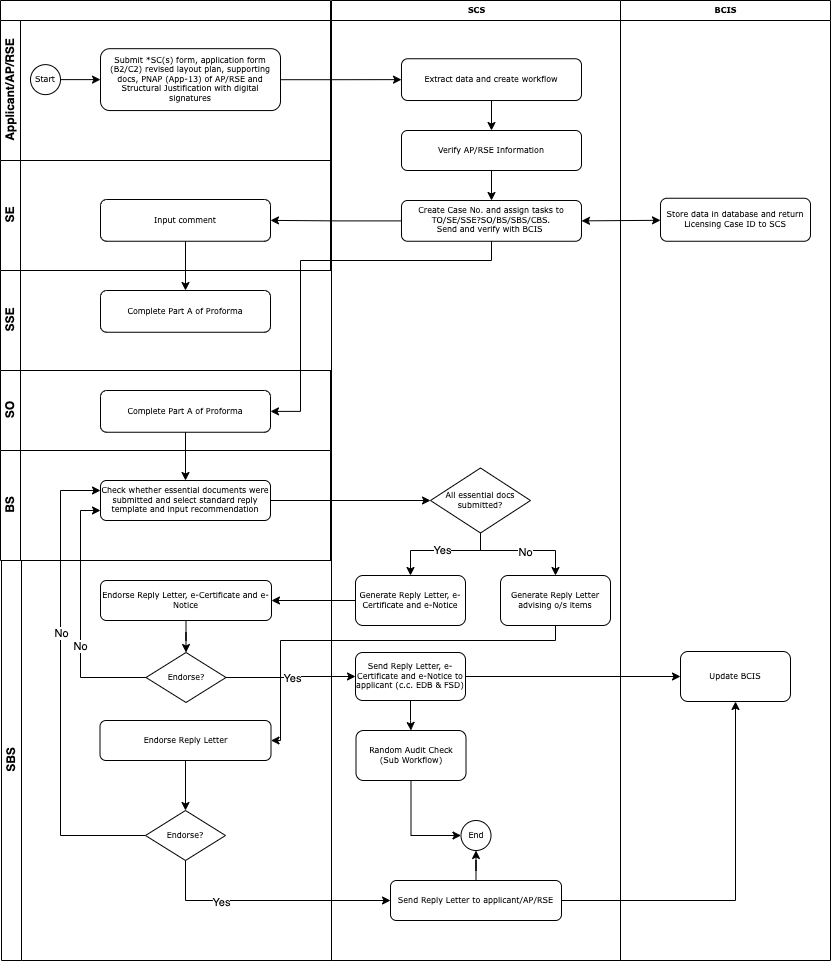 SCS
BCIS
Applicant/AP/RSE
Start
Submit *SC(s) form, application form
(B2/C2) revised layout plan, supporting
docs, PNAP (App-13) of AP/RSE and
Structural Justification with digital
signatures
Extract data and create workflow
Verify AP/RSE Information
SE
Input comment
Create Case No. and assign tasks to
TO/SE/SSE?SO/BS/SBS/CBS.
Send and verify with BCIS
Store data in database and return
Licensing Case ID to SCS
SSE
Complete Part A of Proforma
SO
Complete Part A of Proforma
BS
Check whether essential documents were
submitted and select standard reply
template and input recommendation
All essential docs
submitted?
Yes
No
SBS
Endorse Reply Letter, e-Certificate and e-
Notice
Generate Reply Letter, e-
Certificate and e-Notice
Generate Reply Letter
advising o/s items
No
No
Endorse?
Yes
Send Reply Letter, e-
Certificate and e-Notice to
applicant (c.c. EDB & FSD)
Update BCIS
Endorse Reply Letter
Random Audit Check
(Sub Workflow)
Endorse?
End
Yes
Send Reply Letter to applicant/AP/RSE